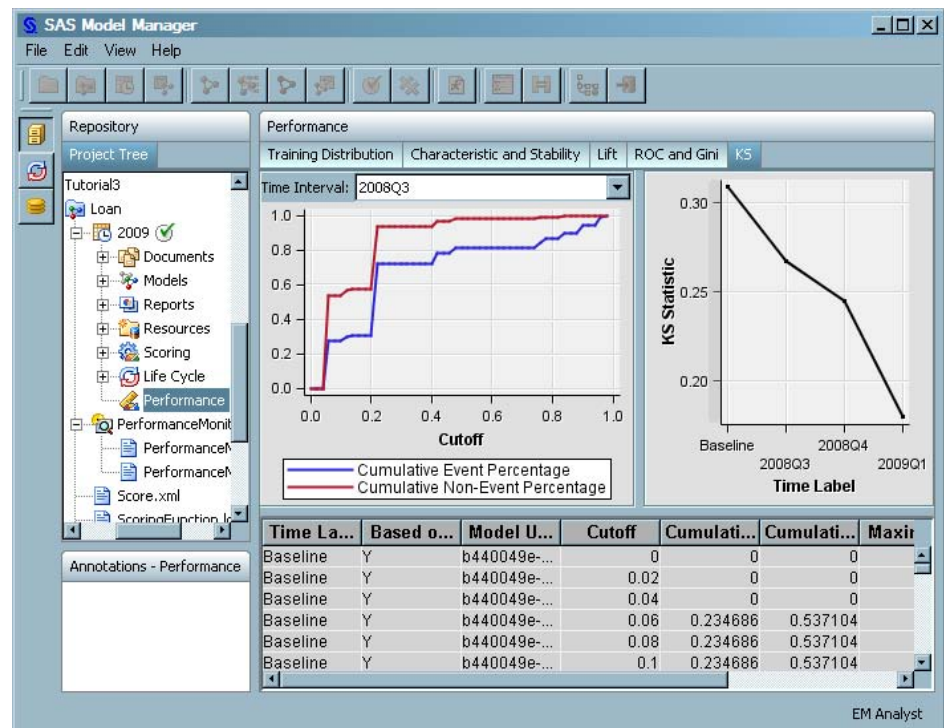 SAS Model Manager
File Edit View Help
Repository
Project Tree
Tutorial3
Loan
2009
Documents
Models
Reports
Resources
Scoring
Life Cycle
Performance
PerformanceMonit
PerformanceM
PerformanceM
Score.xml
ScoringFunction.lo
Annotations - Performance
Performance
Training Distribution Characteristic and Stability Lift ROC and Gini KS
Time Interval: 2008Q3
1.0
0.8
0.6
0.4
0.2
0.0
0.0 0.2 0.4 0.6 0.8 1.0
Cutoff
Cumulative Event Percentage
Cumulative Non-Event Percentage
0.30
0.25
0.20
KS Statistic
Baseline 2008Q4
2008Q3 2009Q1
Time Label
Time La... Based o... Model U... Cutoff Cumulati... Cumulati... Maxir
Baseline Y b440049e-... 0 0 0
Baseline Y b440049e-... 0.02 0 0
Baseline Y b440049e-... 0.04 0 0
Baseline Y b440049e-... 0.06 0.234686 0.537104
Baseline Y b440049e-... 0.08 0.234686 0.537104
Baseline Y b440049e-... 0.1 0.234686 0.537104
EM Analyst